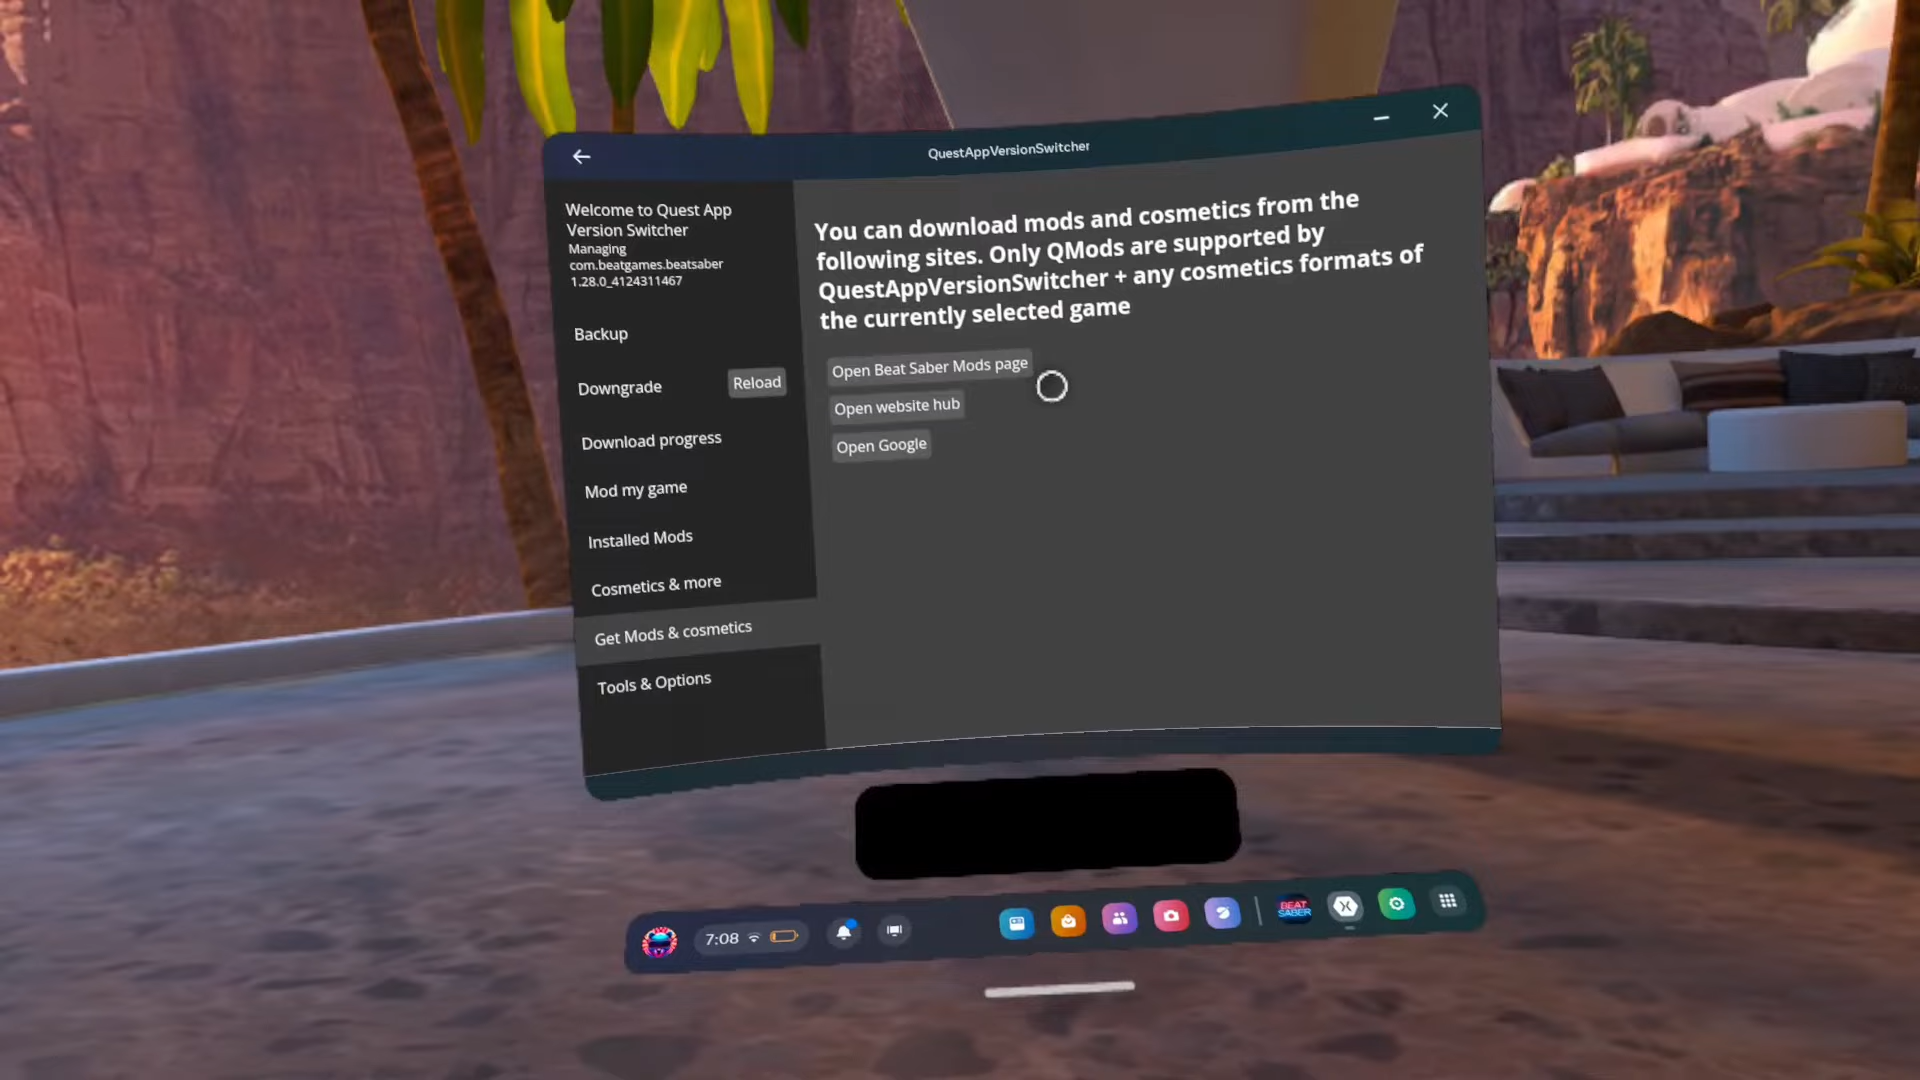 QuestAppVersionSwitcher
Welcome to Quest App
Version Switcher
Managing
com.beatgames.beatsaber
1.28.0_4124311467
Backup
Downgrade
Reload
Download progress
Mod my game
Installed Mods
Cosmetics & more
Get Mods & cosmetics
Tools & Options
You can download mods and cosmetics from the
following sites. Only QMods are supported by
QuestAppVersionSwitcher + any cosmetics formats of
the currently selected game
Open Beat Saber Mods page
Open website hub
Open Google
7:08
BEAT
SABER